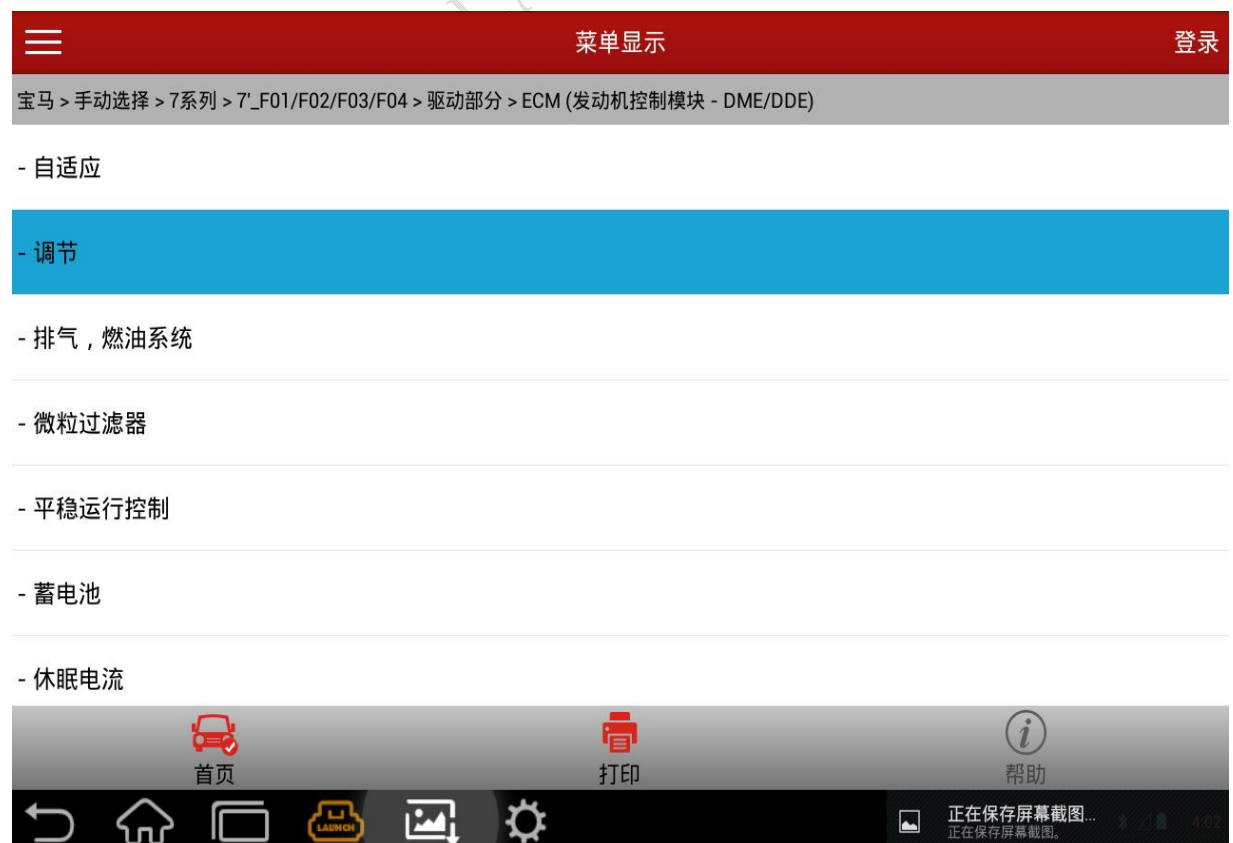 菜单显示
登录
宝马 > 手动选择 > 7系列 > 7'_F01/F02/F03/F04 > 驱动部分 > ECM (发动机控制模块 - DME/DDE)
- 自适应
- 调节
- 排气，燃油系统
- 微粒过滤器
- 平稳运行控制
- 蓄电池
- 休眠电流
首页
打印
帮助
LAUNCH
正在保存屏幕截图...
正在保存屏幕截图。
4:02